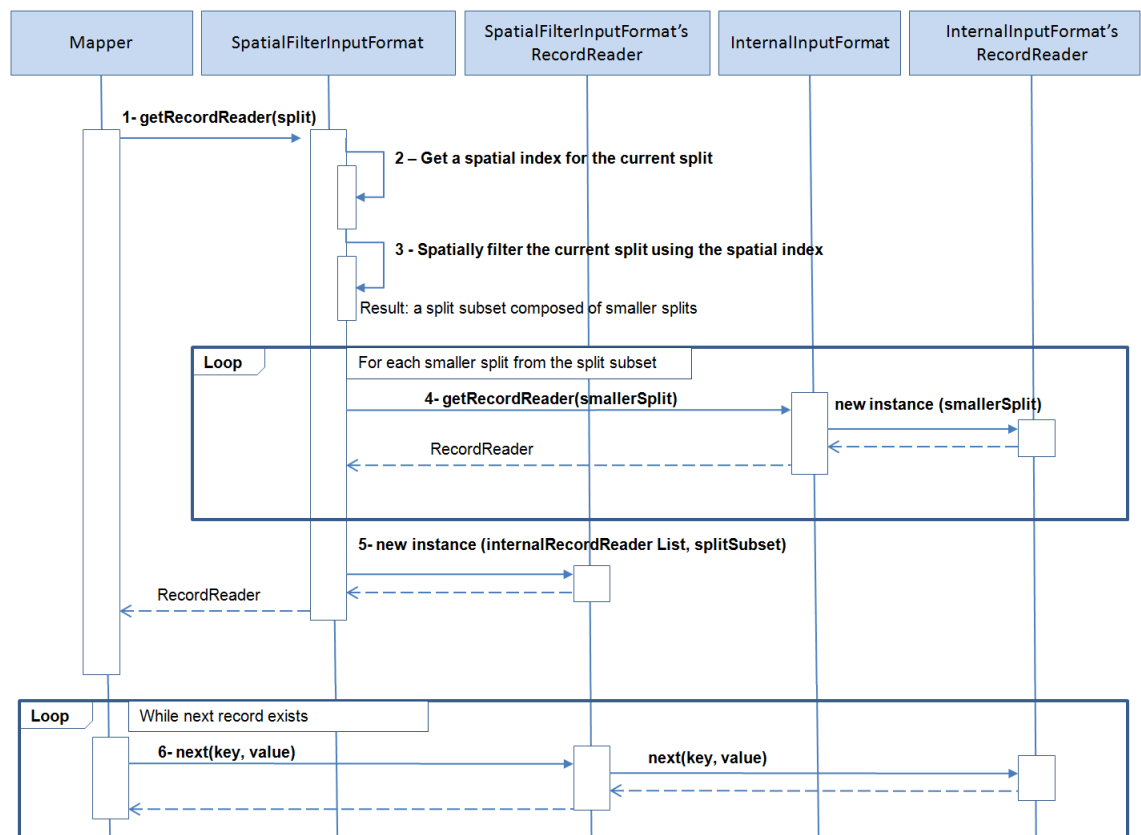 Mapper
SpatialFilterInputFormat
SpatialFilterInputFormat's
RecordReader
InternalInputFormat
InternalInputFormat's
RecordReader
1- getRecordReader(split)
2 – Get a spatial index for the current split
3 - Spatially filter the current split using the spatial index
Result: a split subset composed of smaller splits
Loop
For each smaller split from the split subset
4- getRecordReader(smallerSplit)
new instance (smallerSplit)
RecordReader
5- new instance (internalRecordReader List, splitSubset)
RecordReader
Loop
While next record exists
6- next(key, value)
next(key, value)